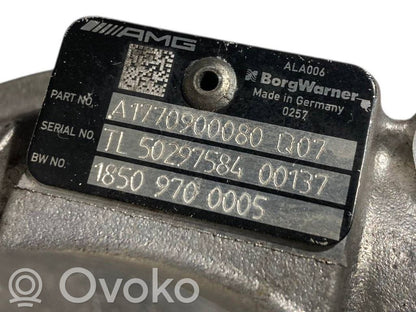 AMG
ALA006
BorgWarner
Made in Germany
0257
PART NO. A1770900080 Q07
SERIAL NO. TL 50297584 00137
BW NO. 1850 970 0005
Ovoko